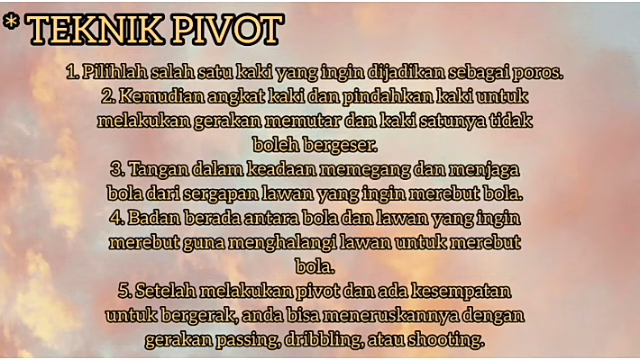 * TEKNIK PIVOT
1. Pilihlah salah satu kaki yang ingin dijadikan sebagai poros.
2. Kemudian angkat kaki dan pindahkan kaki untuk
melakukan gerakan memutar dan kaki satunya tidak
boleh bergeser.
3. Tangan dalam keadaan memegang dan menjaga
bola dari sergapan lawan yang ingin merebut bola.
4. Badan berada antara bola dan lawan yang ingin
merebut guna menghalangi lawan untuk merebut
bola.
5. Setelah melakukan pivot dan ada kesempatan
untuk bergerak, anda bisa meneruskannya dengan
gerakan passing, dribbling, atau shooting.